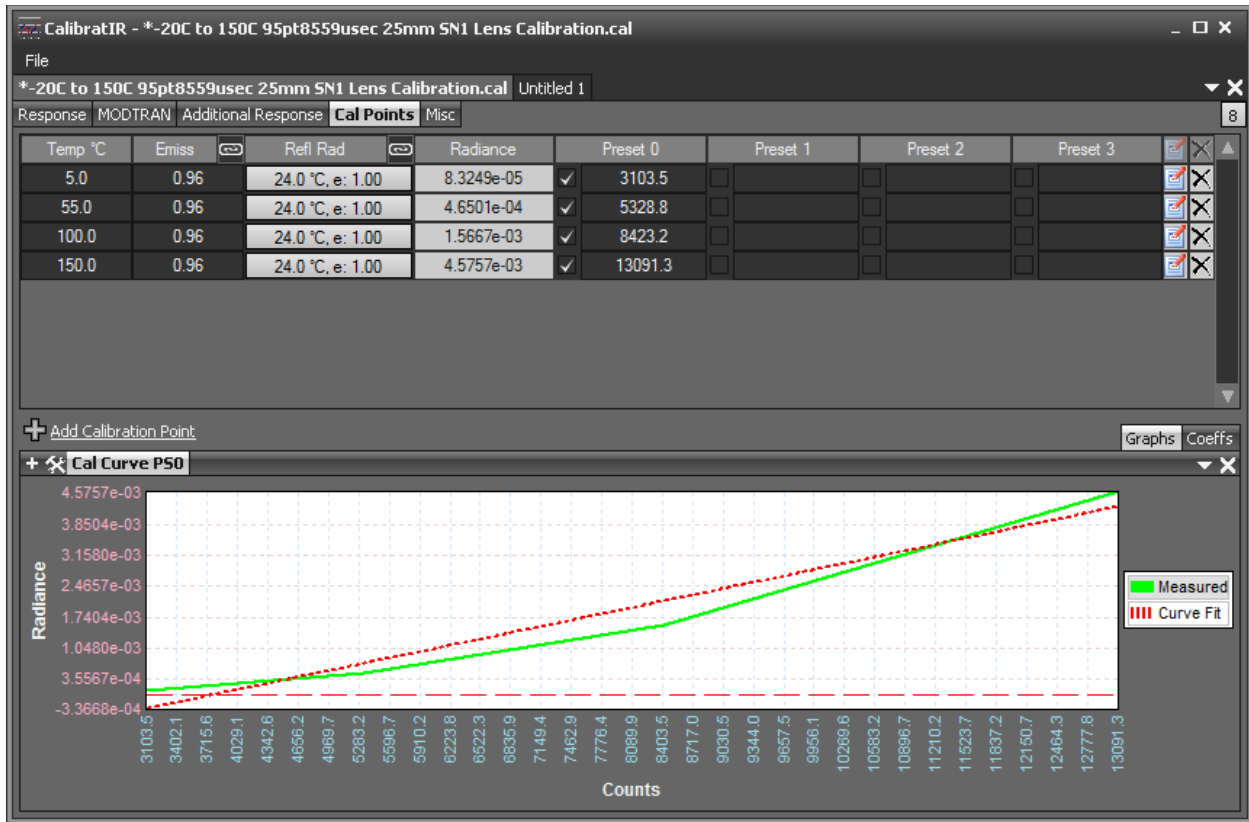 CalibratIR - *-20C to 150C 95pt8559usec 25mm SN1 Lens Calibration.cal
File
*-20C to 150C 95pt8559usec 25mm SN1 Lens Calibration.cal Untitled 1
Response MODTRAN Additional Response Cal Points Misc 8
Temp °C Emiss Refl Rad Radiance Preset 0 Preset 1 Preset 2 Preset 3
5.0 0.96 24.0 °C, e: 1.00 8.3249e-05 3103.5
55.0 0.96 24.0 °C, e: 1.00 4.6501e-04 5328.8
100.0 0.96 24.0 °C, e: 1.00 1.5667e-03 8423.2
150.0 0.96 24.0 °C, e: 1.00 4.5757e-03 13091.3
Add Calibration Point
Graphs Coeffs
Cal Curve PS0
4.5757e-03
3.8504e-03
3.1580e-03
2.4657e-03
1.7404e-03
1.0480e-03
3.5567e-04
-3.3668e-04
Radiance
Measured
Curve Fit
3103.5 3402.1 3715.6 4029.1 4342.6 4656.2 4969.7 5283.2 5596.7 5910.2 6223.8 6522.3 6835.9 7149.4 7462.9 7776.4 8089.9 8403.5 8717.0 9030.5 9344.0 9657.5 9956.1 10269.6 10583.2 10896.7 11210.2 11523.7 11837.2 12150.7 12464.3 12777.8 13091.3
Counts